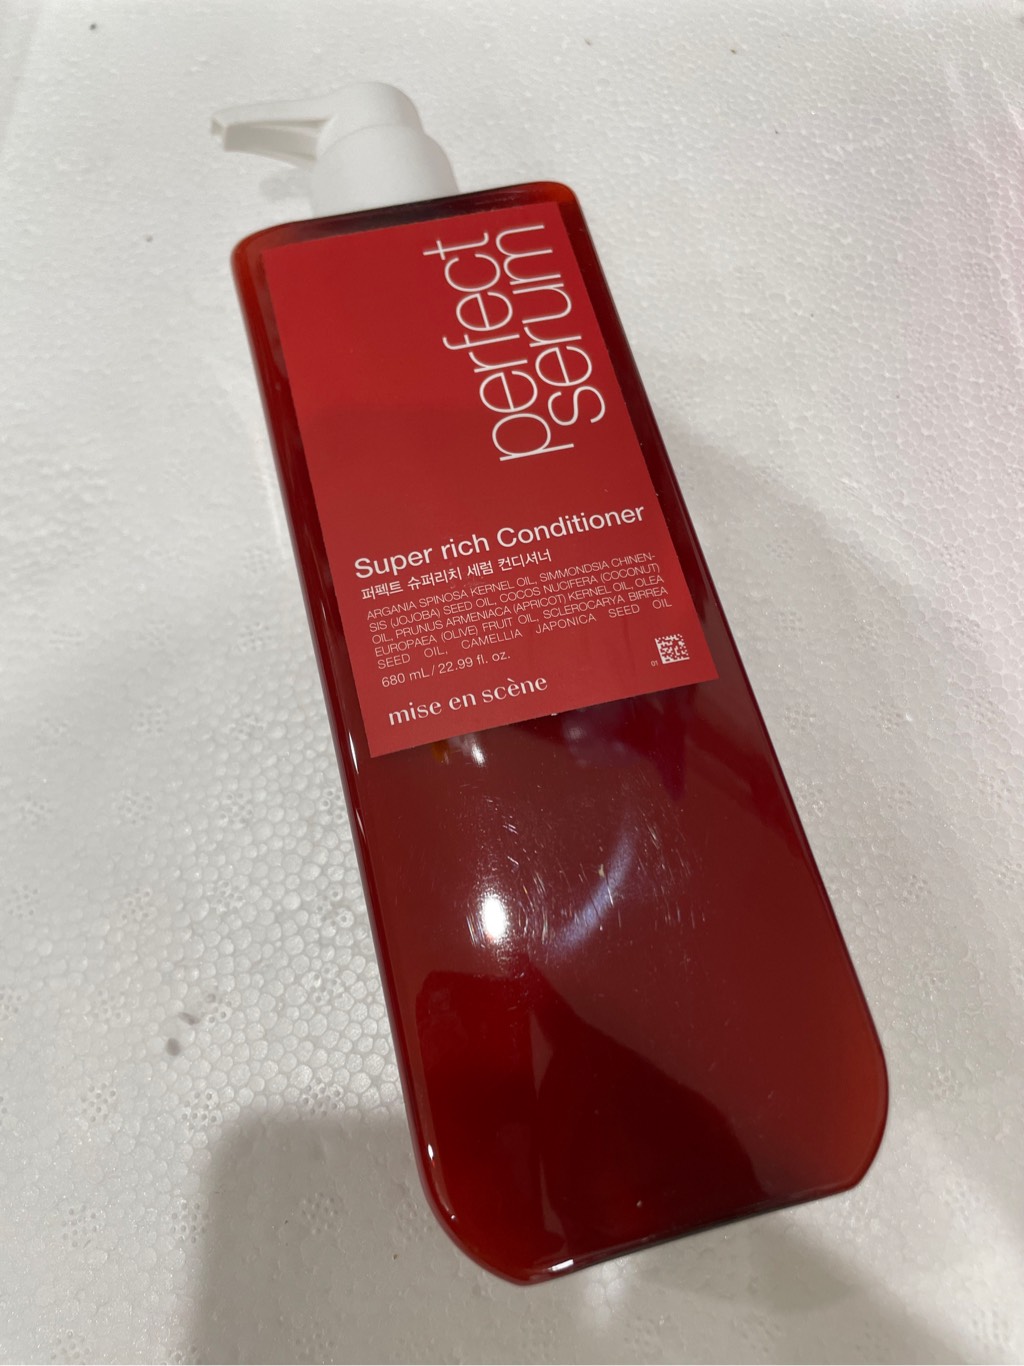 perfect
serum
Super rich Conditioner
퍼펙트 슈퍼리치 세럼 컨디셔너
ARGANIA SPINOSA KERNEL OIL, SIMMONDSIA CHINEN-
SIS (JOJOBA) SEED OIL, COCOS NUCIFERA (COCONUT)
OIL, PRUNUS ARMENIACA (APRICOT) KERNEL OIL, OLEA
EUROPAEA (OLIVE) FRUIT OIL, SCLEROCARYA BIRREA
SEED OIL, CAMELLIA JAPONICA SEED OIL
680 mL / 22.99 fl. oz.
01
mise en scène